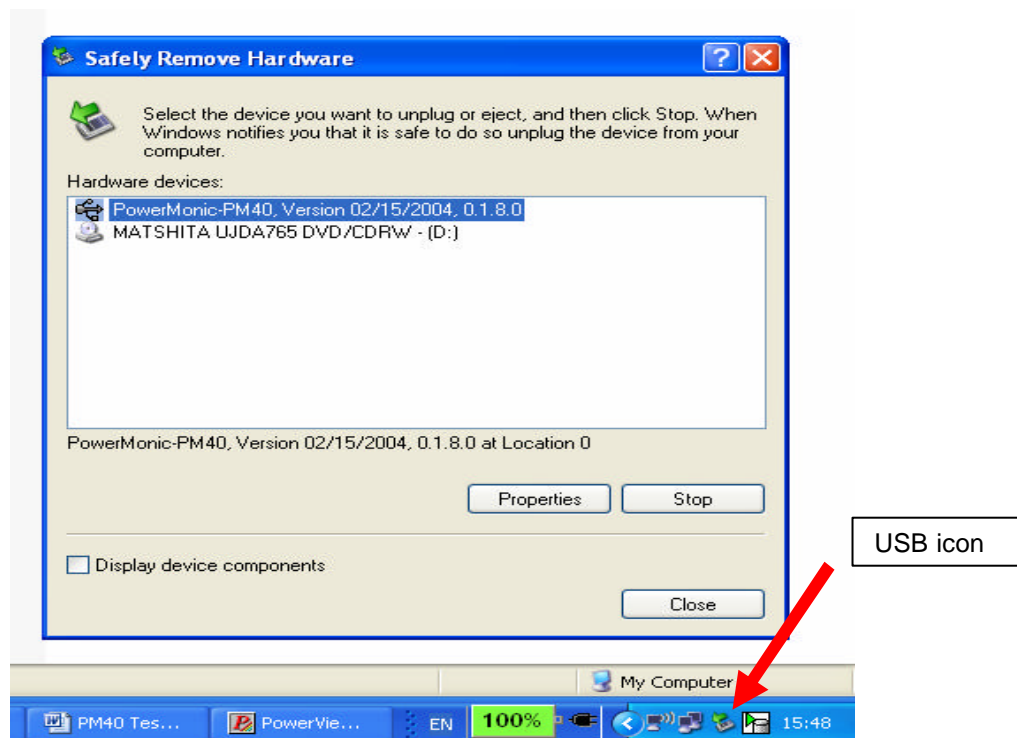 Safely Remove Hardware
Select the device you want to unplug or eject, and then click Stop. When
Windows notifies you that it is safe to do so unplug the device from your
computer.
Hardware devices:
PowerMonic-PM40, Version 02/15/2004, 0.1.8.0
MATSHITA UJDA765 DVD/CDRW - (D:)
PowerMonic-PM40, Version 02/15/2004, 0.1.8.0 at Location 0
Properties
Stop
USB icon
Display device components
Close
My Computer
PM40 Tes...
PowerVie...
EN
100%
15:48